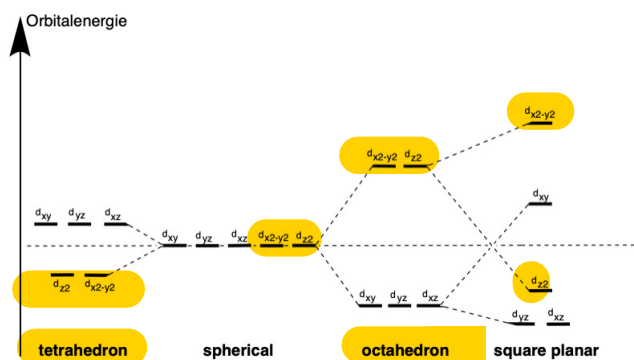 Orbitalenergie
dx2-y2
dx2-y2 dz2
dxy
dxy dyz dxz
dxy dyz dxz dx2-y2 dz2
dz2 dx2-y2
dz2
dxy dyz dxz
dyz dxz
tetrahedron spherical octahedron square planar